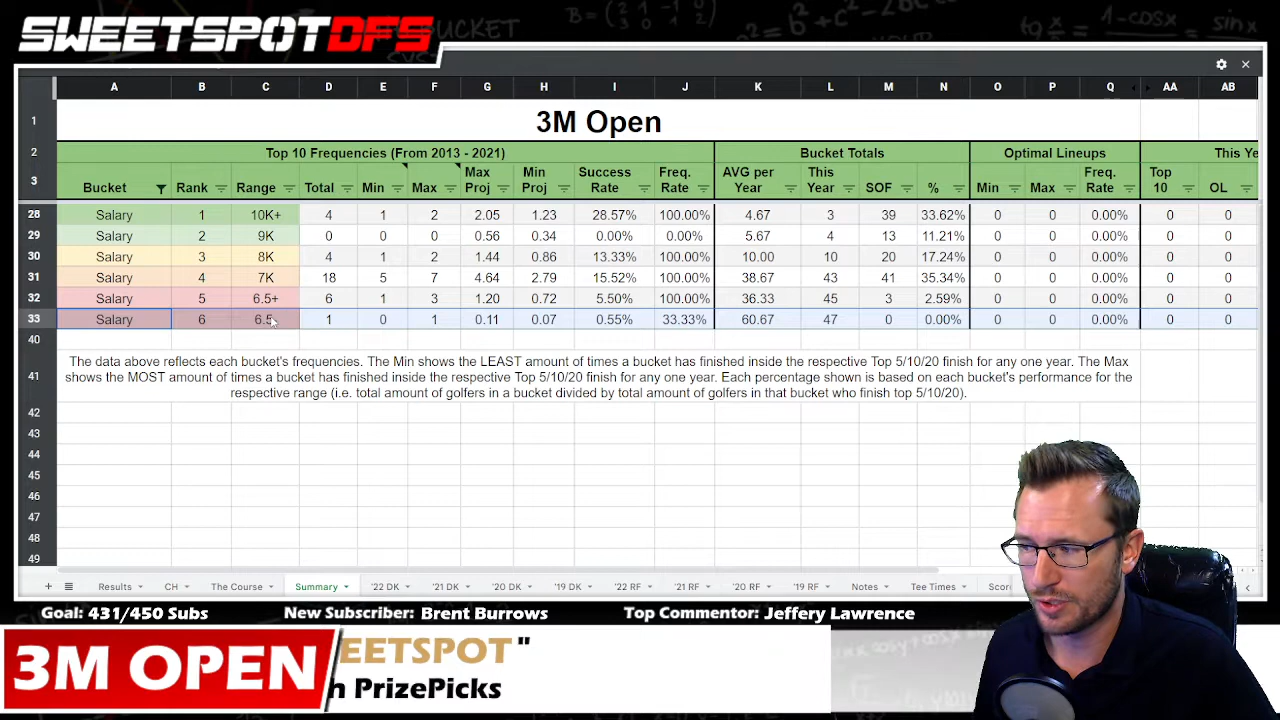 SWEETSPOTDFS
BUCKET
A B C D E F G H I J K L M N O P Q AA AB
1 3M Open
2 Top 10 Frequencies (From 2013 - 2021) Bucket Totals Optimal Lineups This Ye
3 Bucket Rank Range Total Min Max Max Proj Min Proj Success Rate Freq. Rate AVG per Year This Year SOF % Min Max Freq. Rate Top 10 OL
28 Salary 1 10K+ 4 1 2 2.05 1.23 28.57% 100.00% 4.67 3 39 33.62% 0 0 0.00% 0 0
29 Salary 2 9K 0 0 0 0.56 0.34 0.00% 0.00% 5.67 4 13 11.21% 0 0 0.00% 0 0
30 Salary 3 8K 4 1 2 1.44 0.86 13.33% 100.00% 10.00 10 20 17.24% 0 0 0.00% 0 0
31 Salary 4 7K 18 5 7 4.64 2.79 15.52% 100.00% 38.67 43 41 35.34% 0 0 0.00% 0 0
32 Salary 5 6.5+ 6 1 3 1.20 0.72 5.50% 100.00% 36.33 45 3 2.59% 0 0 0.00% 0 0
33 Salary 6 6.5- 1 0 1 0.11 0.07 0.55% 33.33% 60.67 47 0 0.00% 0 0 0.00% 0 0
40
41 The data above reflects each bucket's frequencies. The Min shows the LEAST amount of times a bucket has finished inside the respective Top 5/10/20 finish for any one year. The Max
shows the MOST amount of times a bucket has finished inside the respective Top 5/10/20 finish for any one year. Each percentage shown is based on each bucket's performance for the
respective range (i.e. total amount of golfers in a bucket divided by total amount of golfers in that bucket who finish top 5/10/20).
42
43
44
45
46
47
48
49
Results CH The Course Summary '22 DK '21 DK '20 DK '19 DK '22 RF '21 RF '20 RF '19 RF Notes Tee Times Scor
Goal: 431/450 Subs New Subscriber: Brent Burrows Top Commentor: Jeffery Lawrence
3M OPEN
EETSPOT "
h PrizePicks